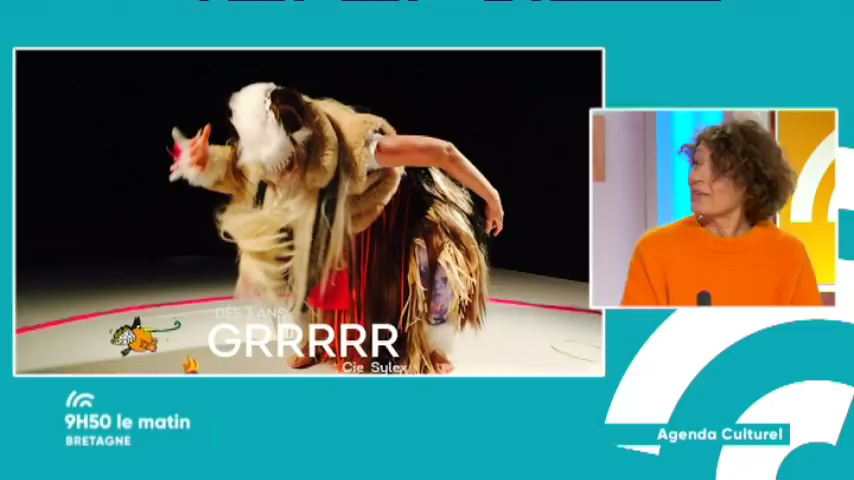 DÈS 3 ANS
GRRRRR
Cie Sylex
9H50 le matin
BRETAGNE
Agenda Culturel